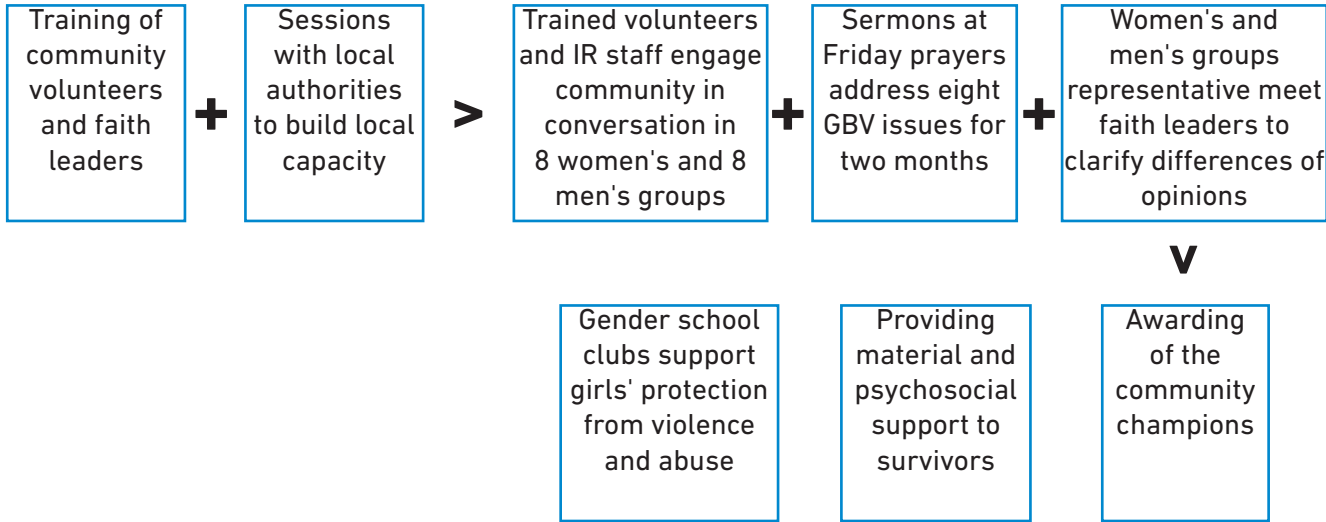 Training of
community
volunteers
and faith
leaders
+
Sessions
with local
authorities
to build local
capacity
>
Trained volunteers
and IR staff engage
community in
conversation in
8 women's and 8
men's groups
+
Sermons at
Friday prayers
address eight
GBV issues for
two months
+
Women's and
men's groups
representative meet
faith leaders to
clarify differences of
opinions
>
Gender school
clubs support
girls' protection
from violence
and abuse
Providing
material and
psychosocial
support to
survivors
Awarding
of the
community
champions